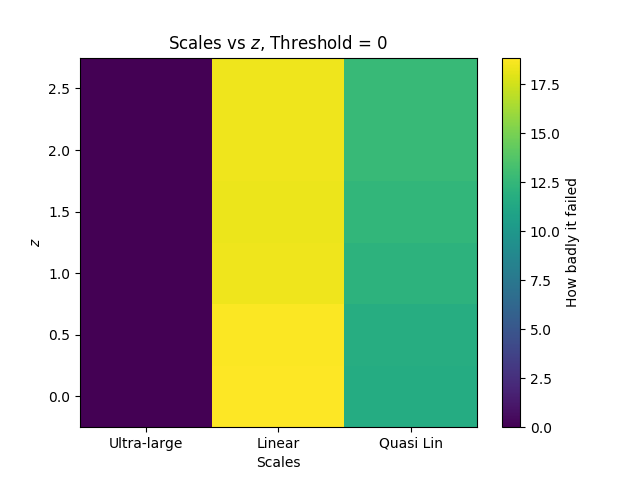 Scales vs z, Threshold = 0
2.5
2.0
1.5
1.0
0.5
0.0
z
Ultra-large
Linear
Quasi Lin
Scales
17.5
15.0
12.5
10.0
7.5
5.0
2.5
0.0
How badly it failed